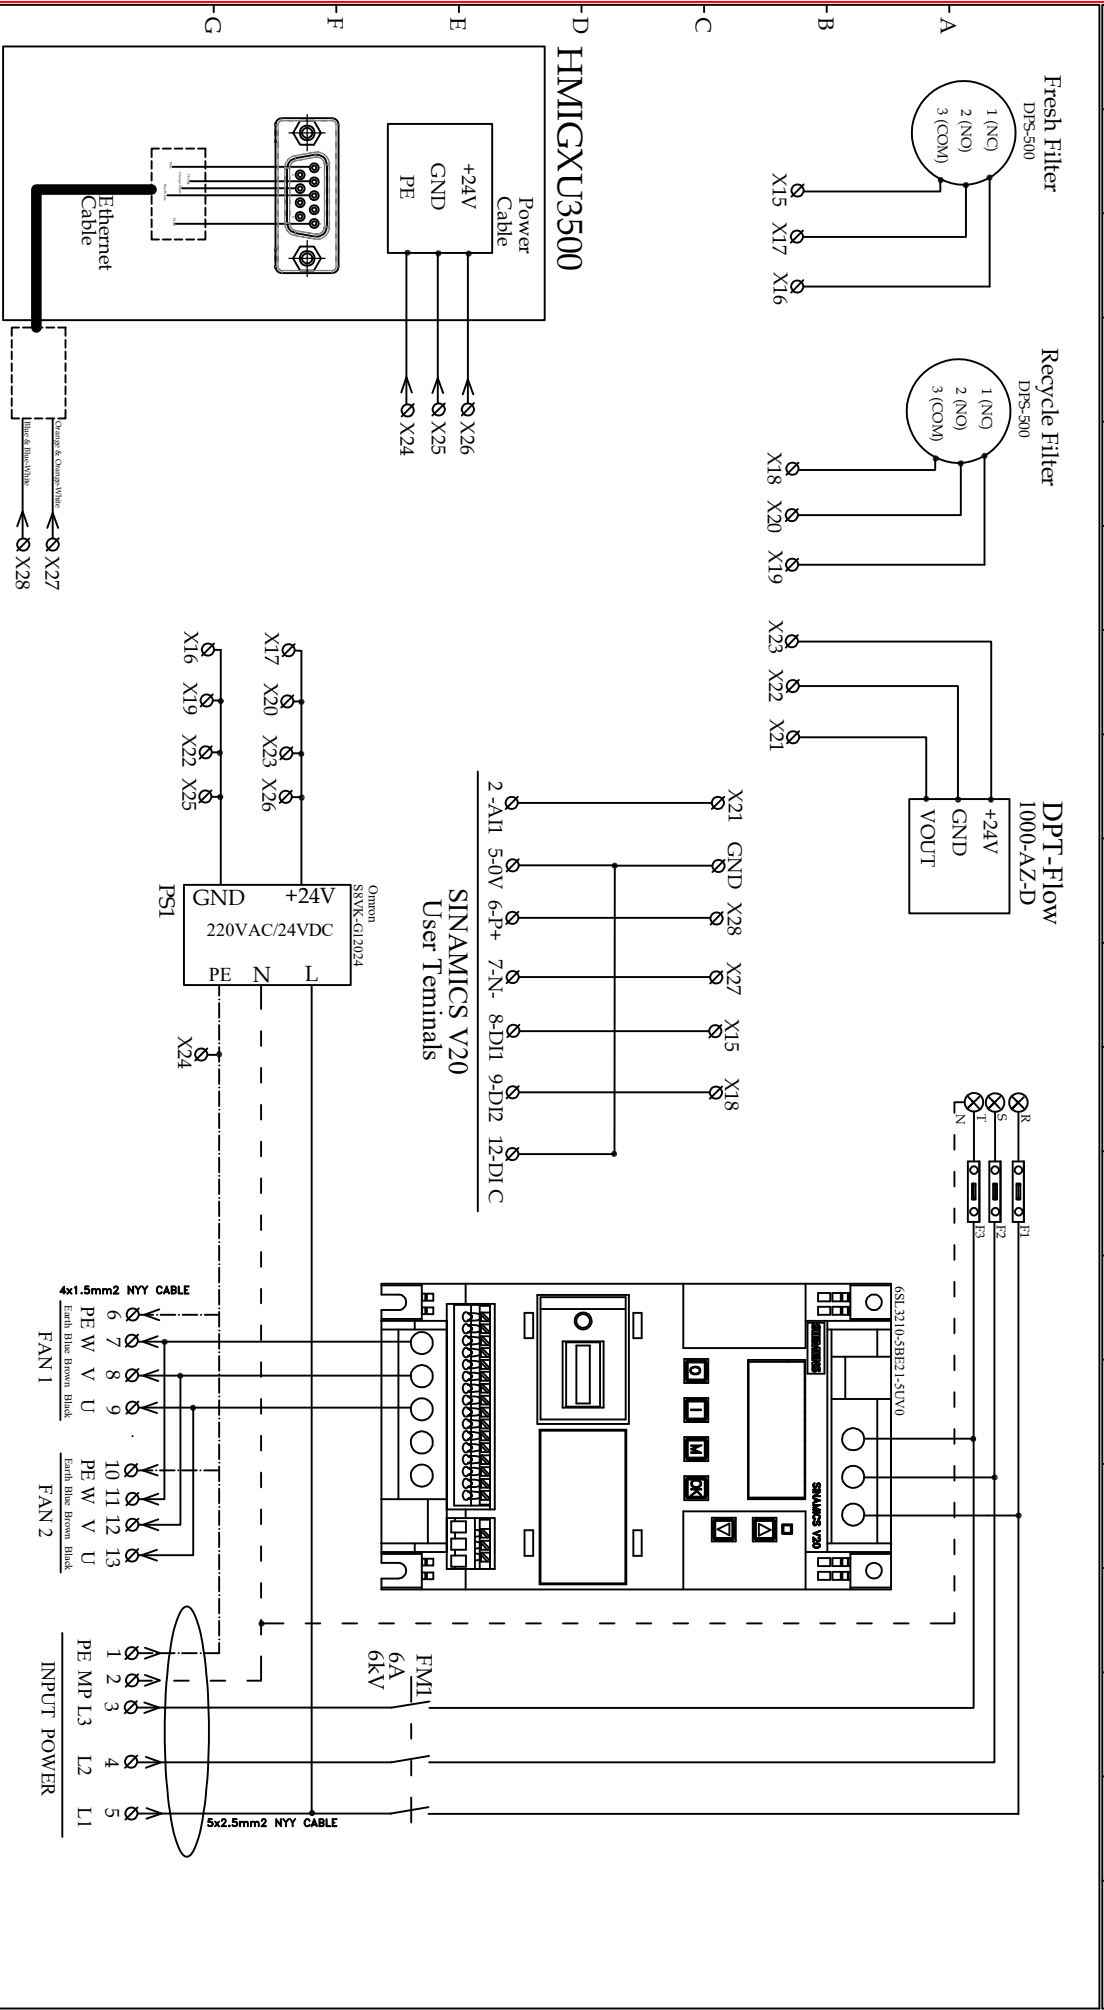 A
B
C
D
E
F
G
Fresh Filter
DPS-500
1 (NC)
2 (NO)
3 (COM)
X15
X17
X16
Recycle Filter
DPS-500
1 (NC)
2 (NO)
3 (COM)
X18
X20
X19
DPT-Flow
1000-AZ-D
+24V
GND
VOUT
X23
X22
X21
R
S
T
N
F1
F2
F3
HMIGXU3500
Power
Cable
+24V
GND
PE
X26
X25
X24
Ethernet
Cable
Orange & Orange-White
Blue & Blue-White
X27
X28
X21
GND
X28
X27
X15
X18
2 -AI1
5-0V
6-P+
7-N-
8-DI1
9-DI2
12-DI C
SINAMICS V20
User Teminals
6SL3210-5BE21-5UV0
SIEMENS
SINAMICS V20
O
I
M
OK
X17
X20
X23
X26
X16
X19
X22
X25
Omron
S8VK-G12024
+24V
GND
220VAC/24VDC
L
N
PE
PS1
X24
4x1.5mm2 NYY CABLE
6 7 8 9
PE W V U
Earth Blue Brown Black
FAN 1
10 11 12 13
PE W V U
Earth Blue Brown Black
FAN 2
FM1
6A
6kV
5x2.5mm2 NYY CABLE
1 2 3 4 5
PE MP L3 L2 L1
INPUT POWER